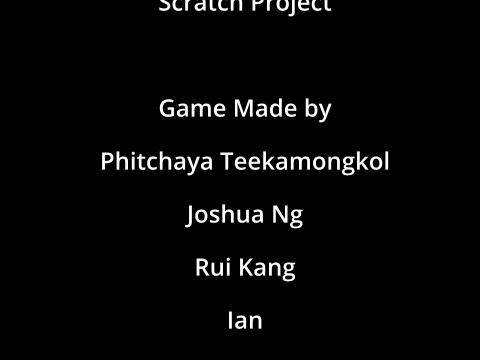 Scratch Project
Game Made by
Phitchaya Teekamongkol
Joshua Ng
Rui Kang
Ian